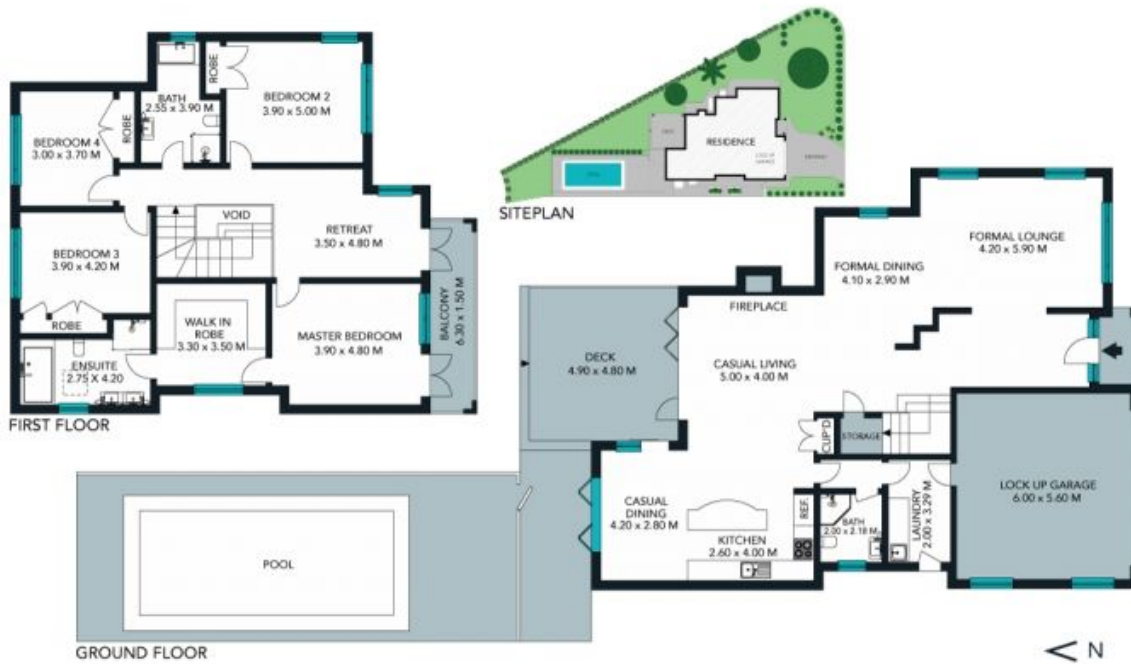 BATH
2.55 x 3.90 M
ROBE
BEDROOM 2
3.90 x 5.00 M
BEDROOM 4
3.00 x 3.70 M
ROBE
VOID
RETREAT
3.50 x 4.80 M
BEDROOM 3
3.90 x 4.20 M
ROBE
WALK IN
ROBE
3.30 x 3.50 M
MASTER BEDROOM
3.90 x 4.80 M
BALCONY
6.30 x 1.50 M
ENSUITE
2.75 X 4.20
FIRST FLOOR
RESIDENCE
SITEPLAN
FORMAL LOUNGE
4.20 x 5.90 M
FORMAL DINING
4.10 x 2.90 M
FIREPLACE
DECK
4.90 x 4.80 M
CASUAL LIVING
5.00 x 4.00 M
CUP'D
STORAGE
LOCK UP GARAGE
6.00 x 5.60 M
CASUAL
DINING
4.20 x 2.80 M
REF.
KITCHEN
2.60 x 4.00 M
BATH
2.00 x 2.18 M
LAUNDRY
2.00 x 3.29 M
POOL
GROUND FLOOR
N